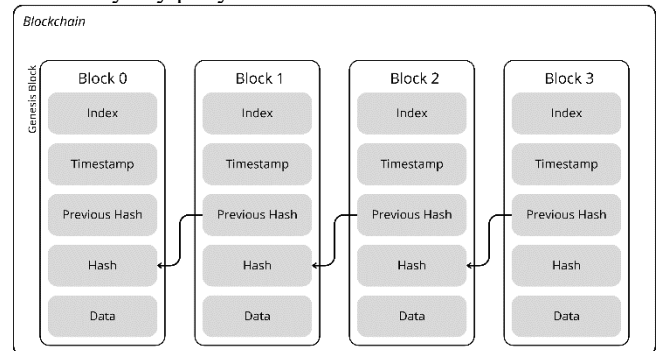 Blockchain
Genesis Block
Block 0
Index
Timestamp
Previous Hash
Hash
Data
Block 1
Index
Timestamp
Previous Hash
Hash
Data
Block 2
Index
Timestamp
Previous Hash
Hash
Data
Block 3
Index
Timestamp
Previous Hash
Hash
Data